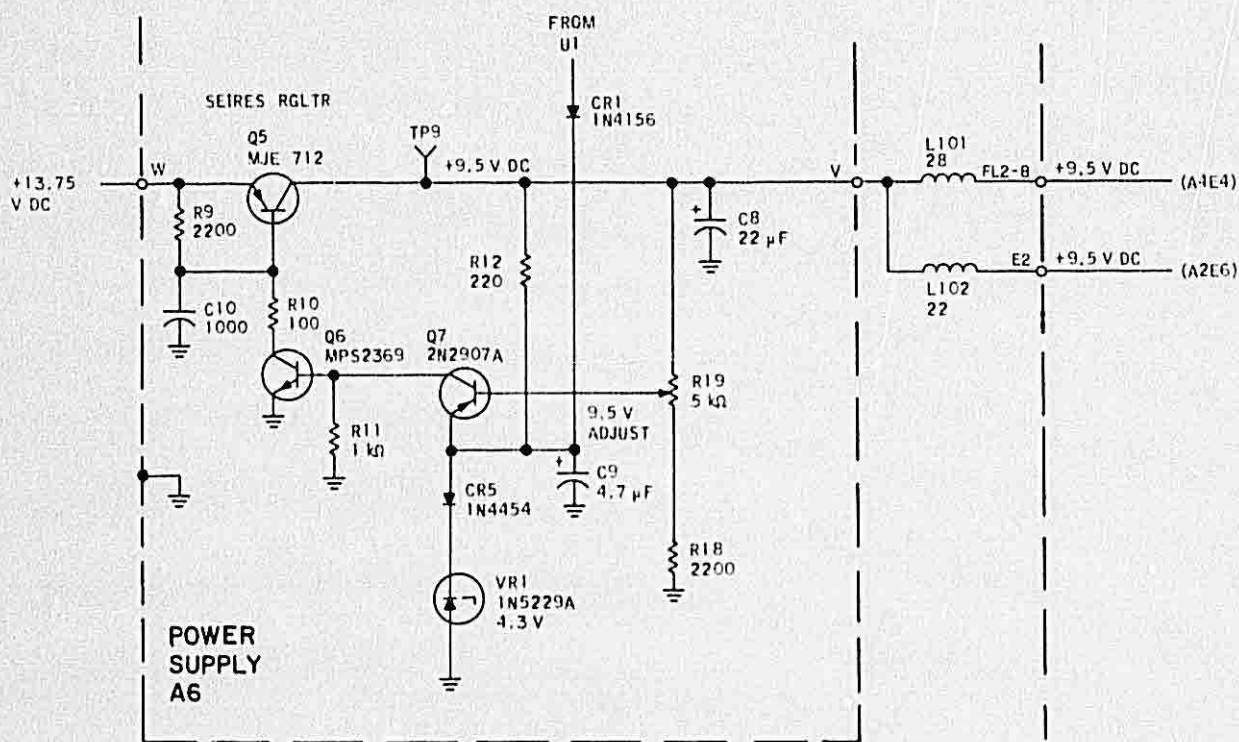 FROM
U1
SEIRES RGLTR
CR1
1N4156
Q5
MJE 712
TP9
+9.5 V DC
W
V
L101
28
FL2-8
+9.5 V DC
(A4E4)
+13.75
V DC
R9
2200
C8
22 µF
R12
220
E2
+9.5 V DC
(A2E6)
L102
22
C10
1000
R10
100
Q6
MPS2369
Q7
2N2907A
R19
5 kΩ
9.5 V
ADJUST
R11
1 kΩ
C9
4.7 µF
CR5
1N4454
R18
2200
VR1
1N5229A
4.3 V
POWER
SUPPLY
A6
+
+